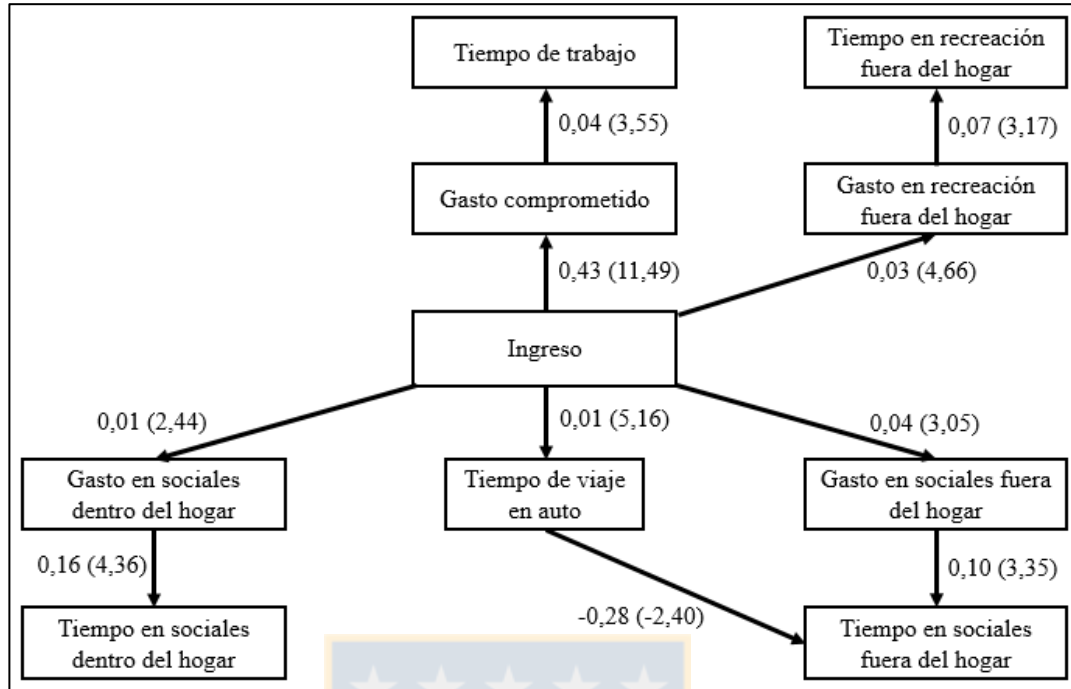 Tiempo de trabajo
Tiempo en recreación
fuera del hogar
0,04 (3,55)
0,07 (3,17)
Gasto comprometido
Gasto en recreación
fuera del hogar
0,43 (11,49)
0,03 (4,66)
Ingreso
0,01 (2,44)
0,01 (5,16)
0,04 (3,05)
Gasto en sociales
dentro del hogar
Tiempo de viaje
en auto
Gasto en sociales fuera
del hogar
0,16 (4,36)
0,10 (3,35)
-0,28 (-2,40)
Tiempo en sociales
dentro del hogar
Tiempo en sociales
fuera del hogar